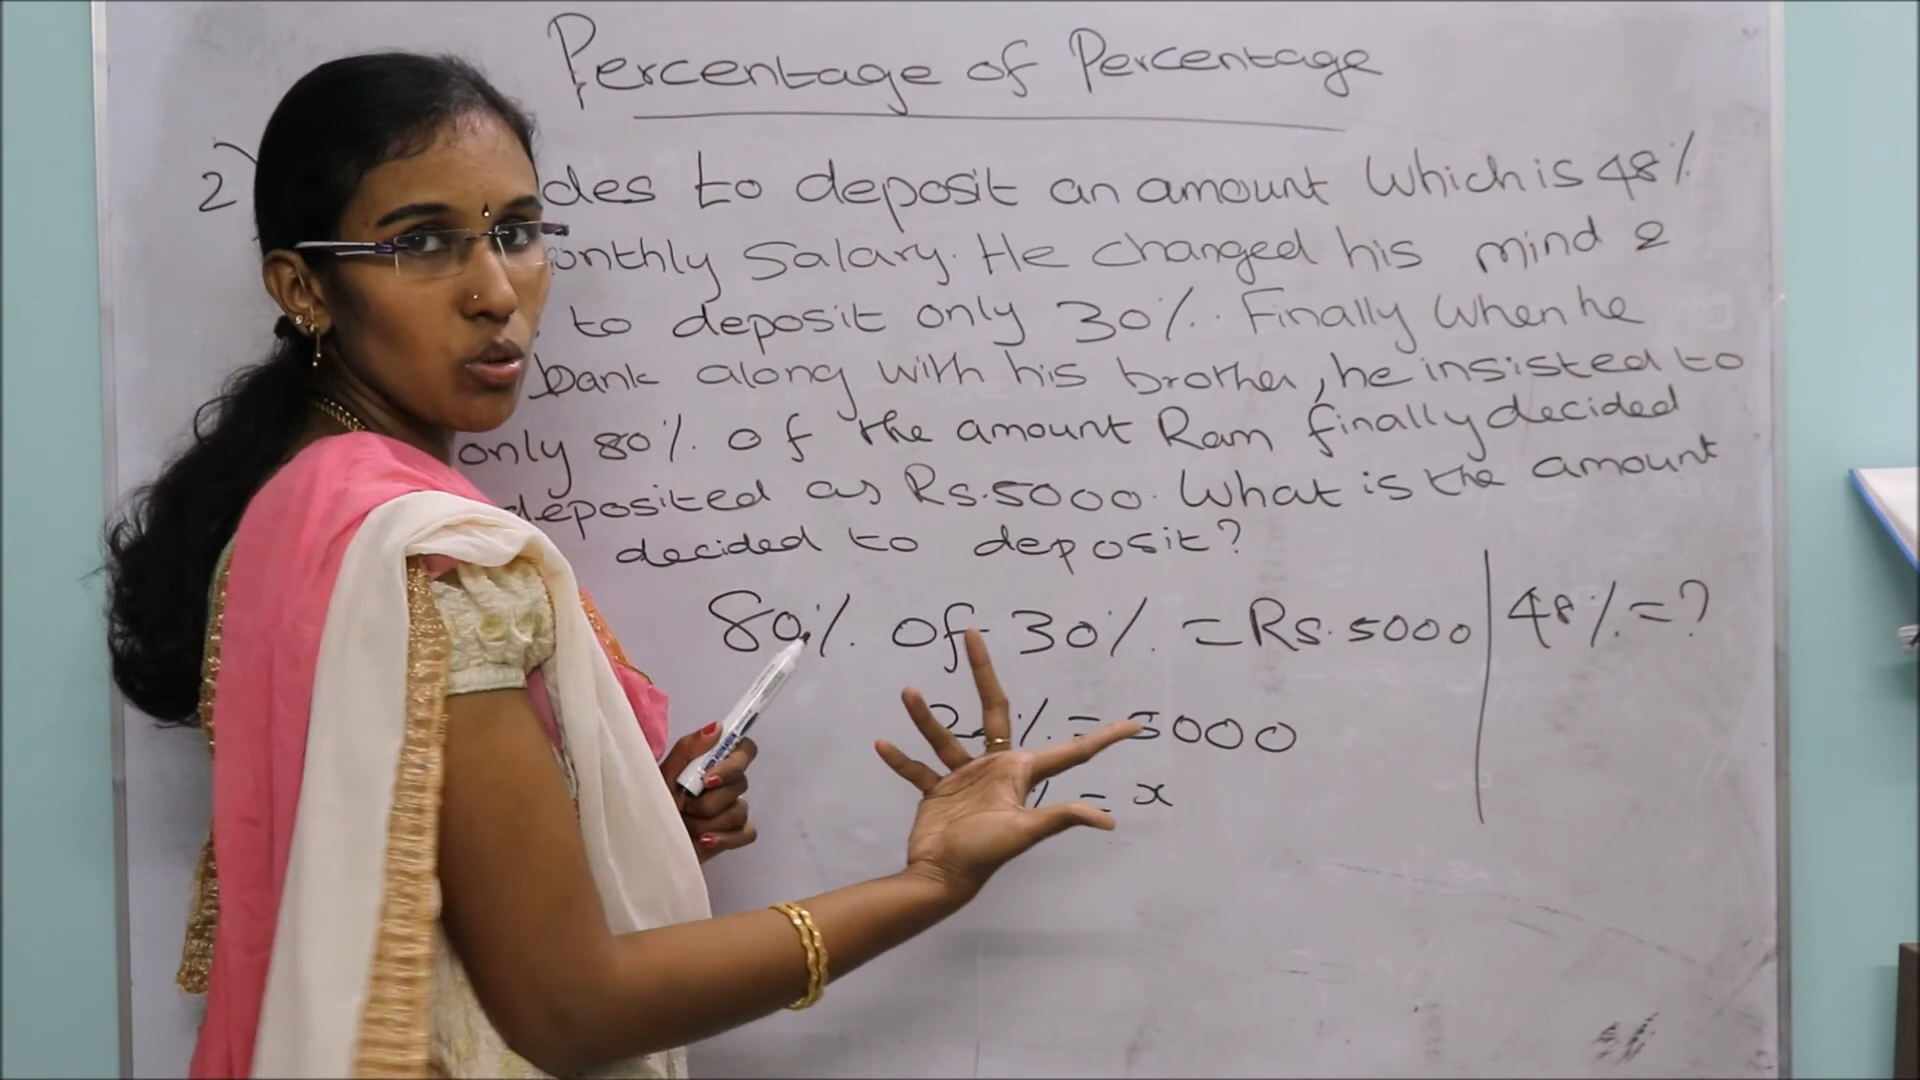 Percentage of Percentage
2) des to deposit an amount which is 48%
onthly Salary. He changed his mind &
to deposit only 30%. Finally when he
bank along with his brother, he insisted to
only 80% of the amount Ram finally decided
deposited as Rs.5000. What is the amount
decided to deposit?
80% of 30% = Rs.5000 | 48% = ?
% = 5000
% = x